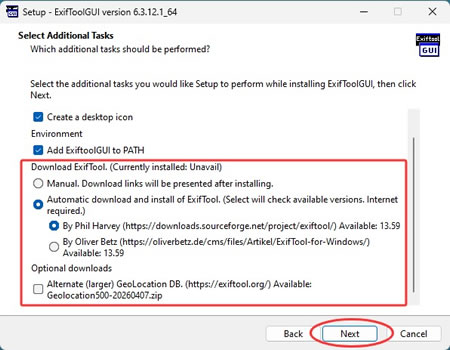 Setup - ExifToolGUI version 6.3.12.1_64
Select Additional Tasks
Which additional tasks should be performed?
Exiftool
GUI
Select the additional tasks you would like Setup to perform while installing ExifToolGUI, then click
Next.
Create a desktop icon
Environment
Add ExiftoolGUI to PATH
Download ExifTool. (Currently installed: Unavail)
Manual. Download links will be presented after installing.
Automatic download and install of ExifTool. (Select will check available versions. Internet
required.)
By Phil Harvey (https://downloads.sourceforge.net/project/exiftool/) Available: 13.59
By Oliver Betz (https://oliverbetz.de/cms/files/Artikel/ExifTool-for-Windows/)
Available: 13.59
Optional downloads
Alternate (larger) GeoLocation DB. (https://exiftool.org/) Available:
Geolocation500-20260407.zip
Back
Next
Cancel